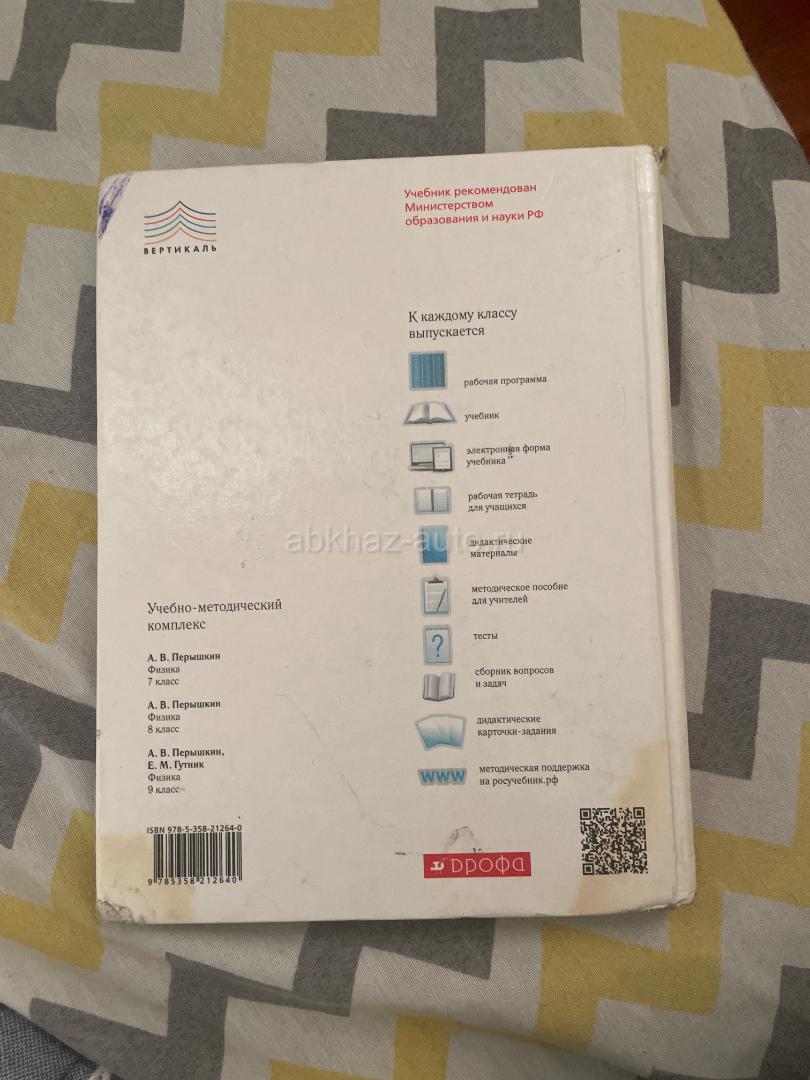 ВЕРТИКАЛЬ
Учебник рекомендован
Министерством
образования и науки РФ
К каждому классу
выпускается
рабочая программа
учебник
электронная форма
учебника
рабочая тетрадь
для учащихся
дидактические
материалы
методическое пособие
для учителей
?
тесты
сборник вопросов
и задач
дидактические
карточки-задания
www
методическая поддержка
на росучебник.рф
abkhaz-auto.ru
Учебно-методический
комплекс
А. В. Перышкин
Физика
7 класс
А. В. Перышкин
Физика
8 класс
А. В. Перышкин,
Е. М. Гутник
Физика
9 класс
ISBN 978-5-358-21264-0
9 785358 212640
дрофа